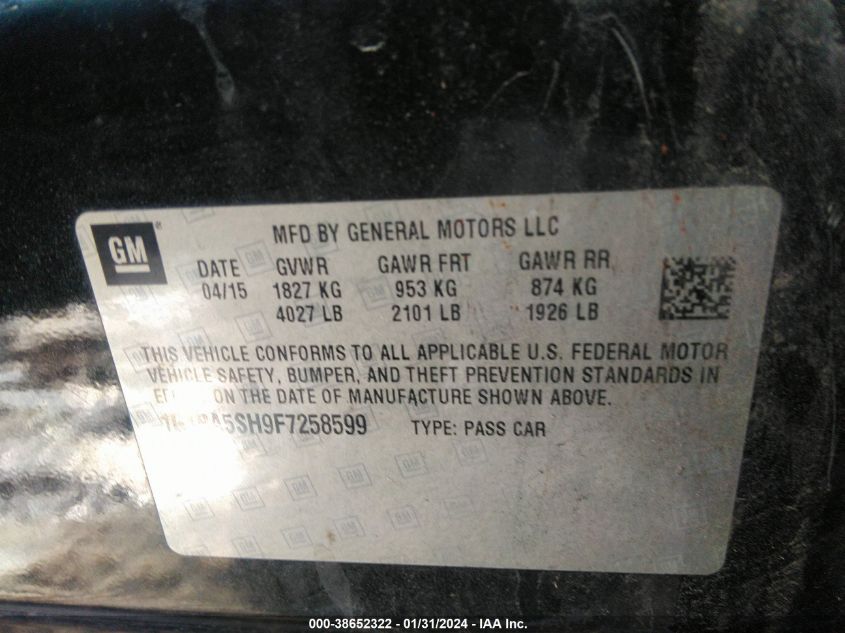 GM
MFD BY GENERAL MOTORS LLC
DATE GVWR GAWR FRT GAWR RR
04/15 1827 KG 953 KG 874 KG
4027 LB 2101 LB 1926 LB
THIS VEHICLE CONFORMS TO ALL APPLICABLE U.S. FEDERAL MOTOR
VEHICLE SAFETY, BUMPER, AND THEFT PREVENTION STANDARDS IN
ON THE DATE OF MANUFACTURE SHOWN ABOVE.
TYPE: PASS CAR
000-38652322 / 01/31/2024 - IAA Inc.